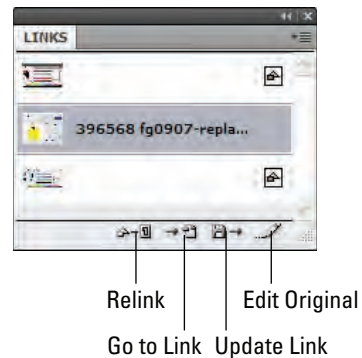 LINKS
396568 fg0907-repla...
Relink
Edit Original
Go to Link
Update Link